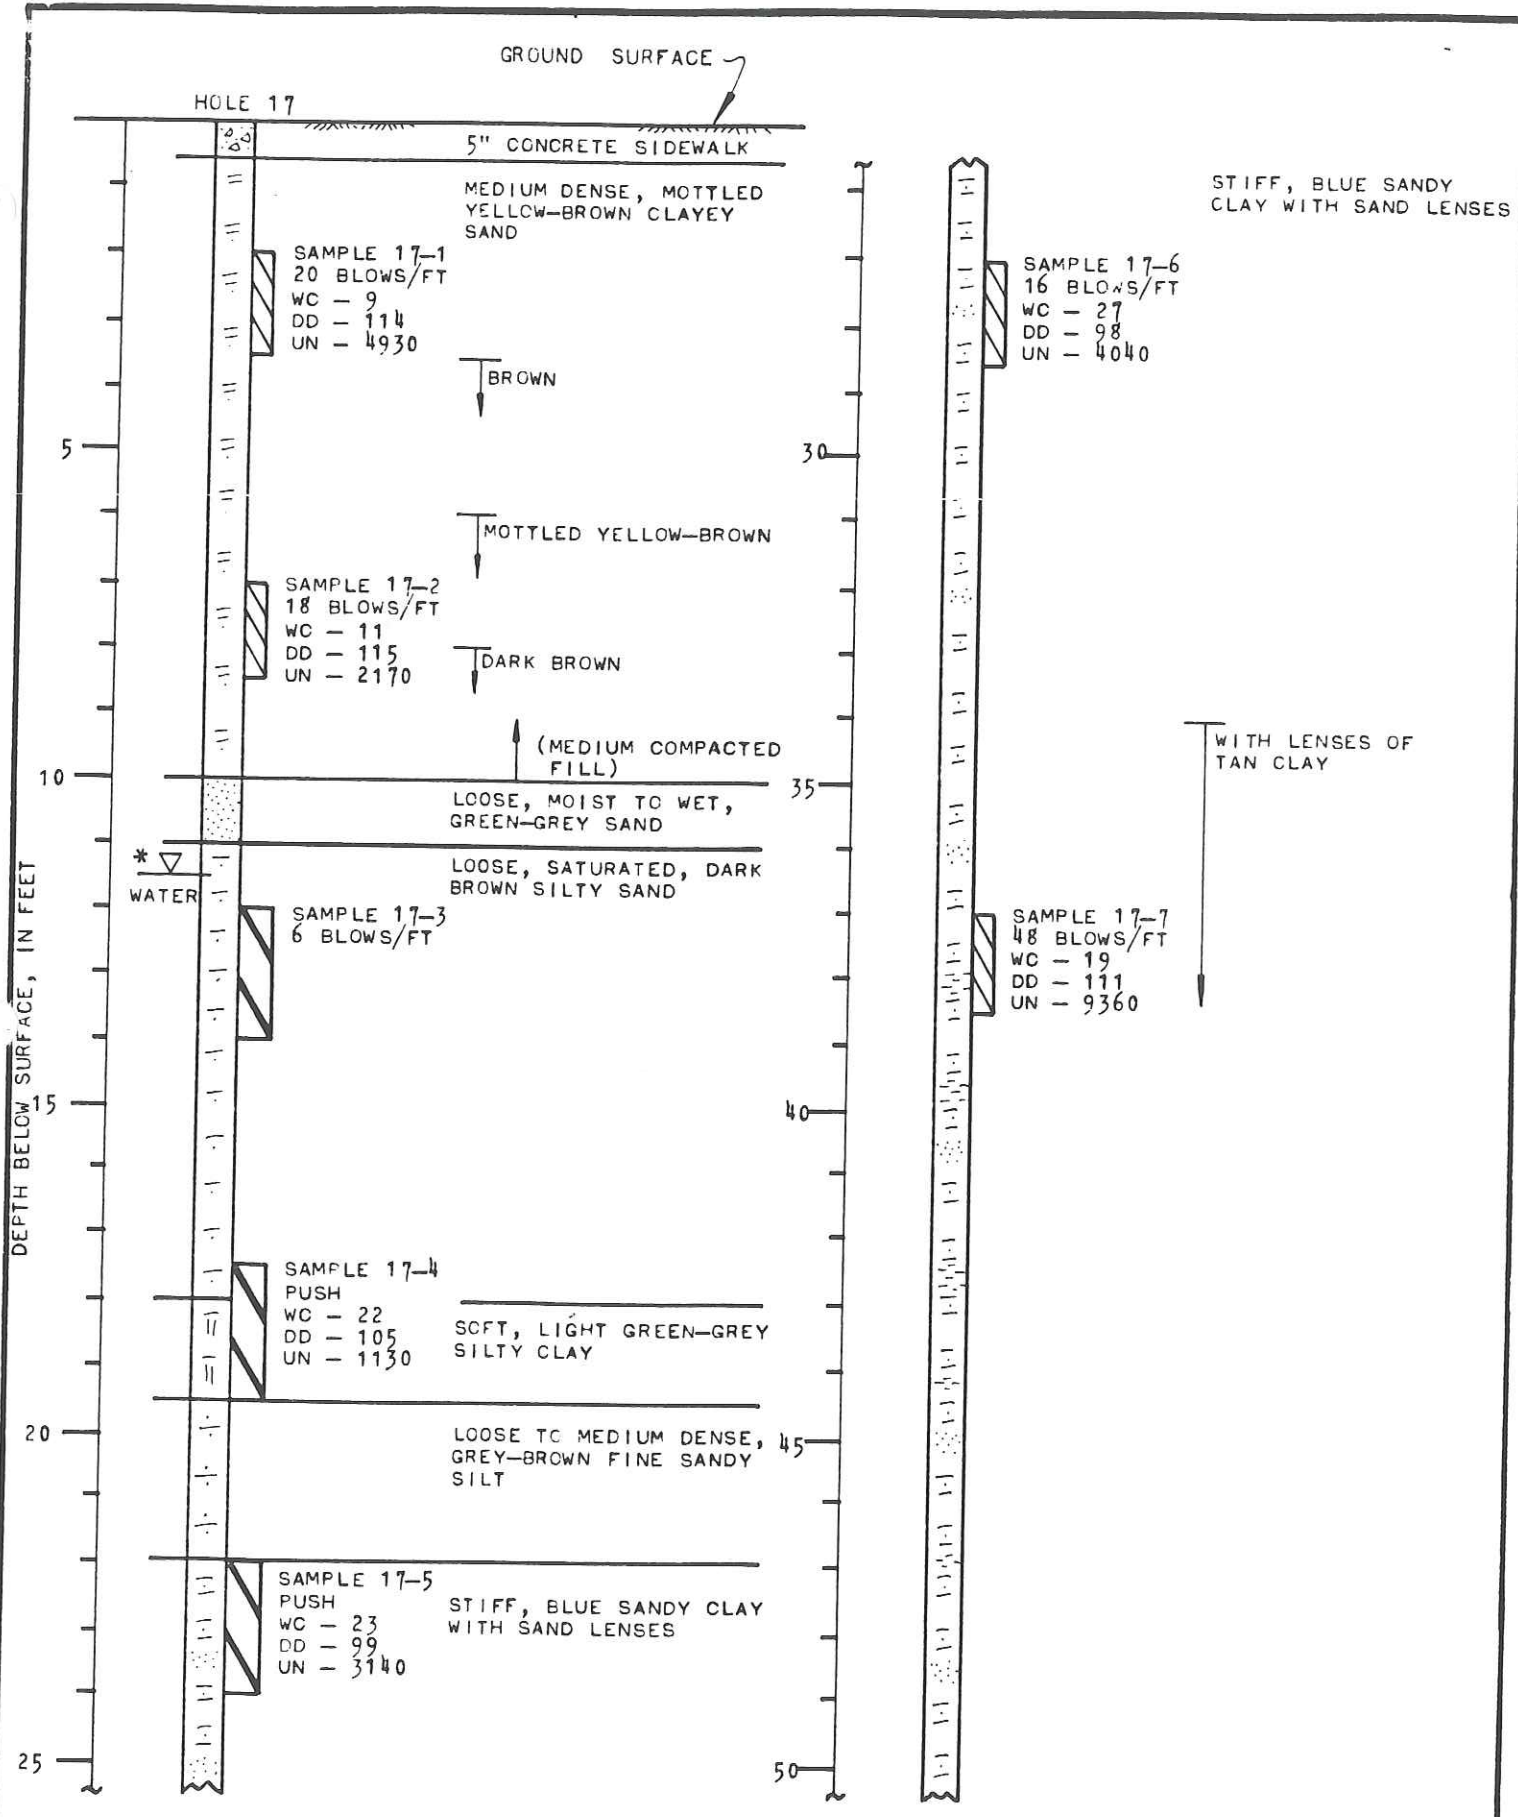 GROUND SURFACE
HOLE 17
5" CONCRETE SIDEWALK
MEDIUM DENSE, MOTTLED
YELLOW-BROWN CLAYEY
SAND
SAMPLE 17-1
20 BLOWS/FT
WC - 9
DD - 114
UN - 4930
BROWN
5
MOTTLED YELLOW-BROWN
SAMPLE 17-2
18 BLOWS/FT
WC - 11
DD - 115
UN - 2170
DARK BROWN
(MEDIUM COMPACTED
FILL)
10
LOOSE, MOIST TO WET,
GREEN-GREY SAND
* 
WATER
LOOSE, SATURATED, DARK
BROWN SILTY SAND
SAMPLE 17-3
6 BLOWS/FT
DEPTH BELOW SURFACE, IN FEET
15
SAMPLE 17-4
PUSH
WC - 22
DD - 105
UN - 1130
SOFT, LIGHT GREEN-GREY
SILTY CLAY
20
LOOSE TO MEDIUM DENSE,
GREY-BROWN FINE SANDY
SILT
SAMPLE 17-5
PUSH
WC - 23
DD - 99
UN - 3140
STIFF, BLUE SANDY CLAY
WITH SAND LENSES
25
STIFF, BLUE SANDY
CLAY WITH SAND LENSES
SAMPLE 17-6
16 BLOWS/FT
WC - 27
DD - 98
UN - 4040
30
WITH LENSES OF
TAN CLAY
35
SAMPLE 17-7
48 BLOWS/FT
WC - 19
DD - 111
UN - 9360
40
45
50